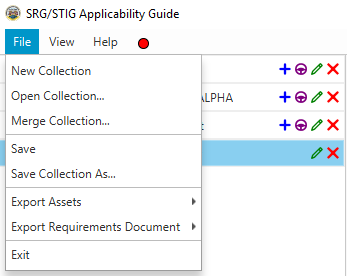 SRG/STIG Applicability Guide
File View Help
New Collection
Open Collection...
ALPHA
Merge Collection...
Save
Save Collection As...
Export Assets
Export Requirements Document
Exit